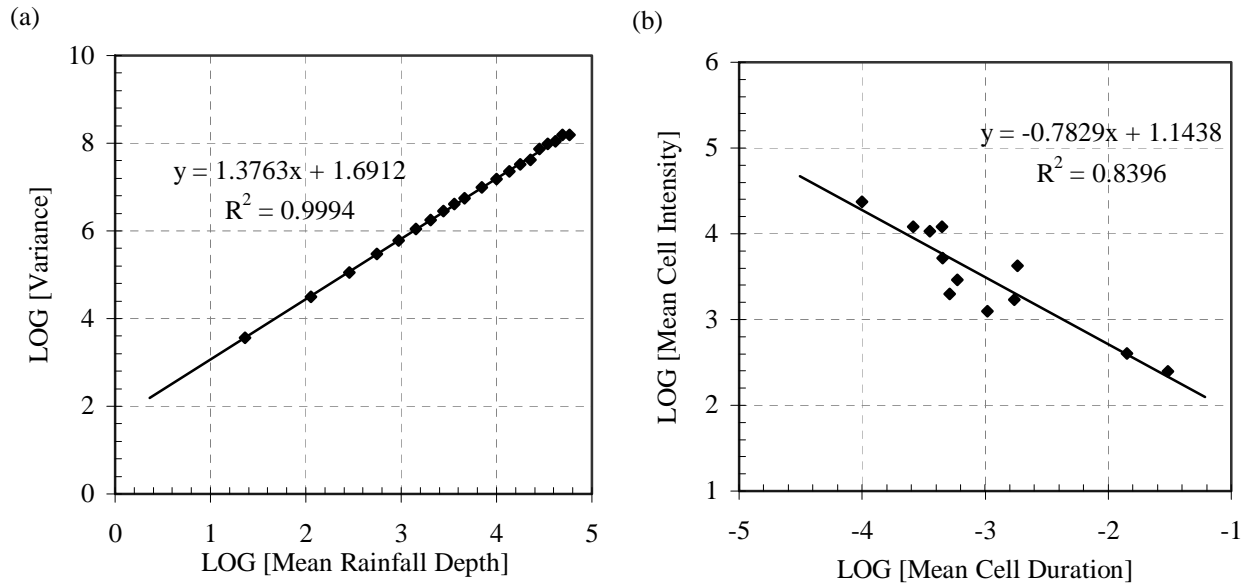 (a)
10
8
6
4
2
0
0 1 2 3 4 5
LOG [Variance]
LOG [Mean Rainfall Depth]
y = 1.3763x + 1.6912
R² = 0.9994
(b)
6
5
4
3
2
1
-5 -4 -3 -2 -1
LOG [Mean Cell Intensity]
LOG [Mean Cell Duration]
y = -0.7829x + 1.1438
R² = 0.8396